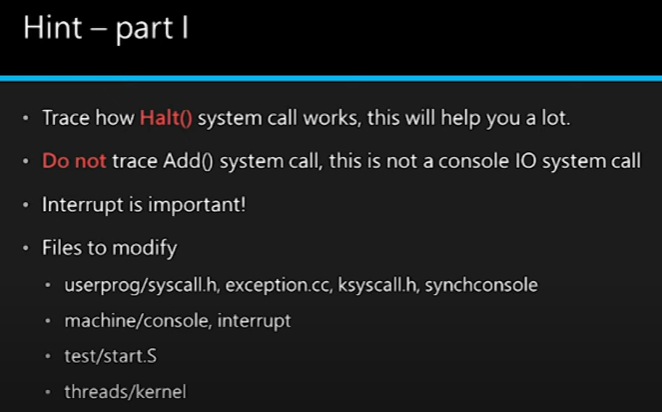 Hint – part I
• Trace how Halt() system call works, this will help you a lot.
• Do not trace Add() system call, this is not a console IO system call
• Interrupt is important!
• Files to modify
• userprog/syscall.h, exception.cc, ksyscall.h, synchconsole
• machine/console, interrupt
• test/start.S
• threads/kernel